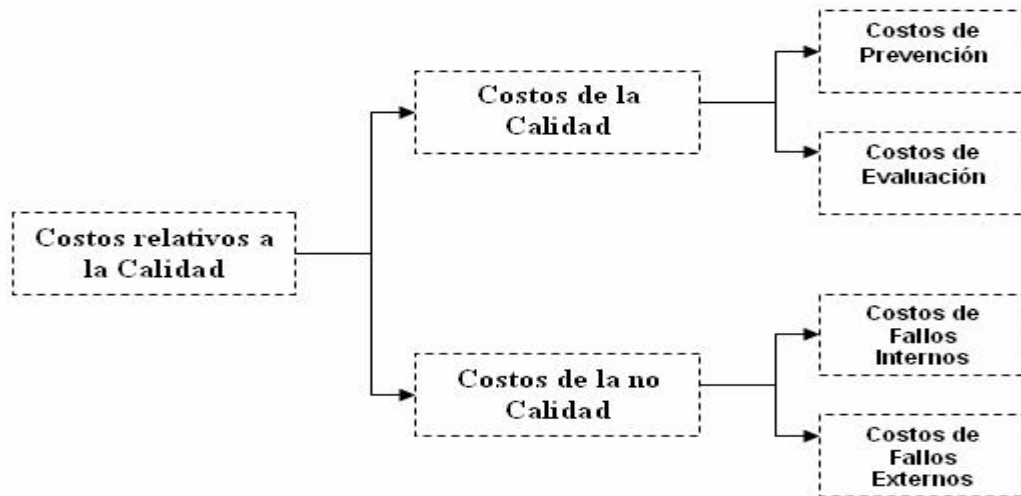 Costos relativos a
la Calidad
Costos de la
Calidad
Costos de
Prevención
Costos de
Evaluación
Costos de la no
Calidad
Costos de
Fallos
Internos
Costos de
Fallos
Externos